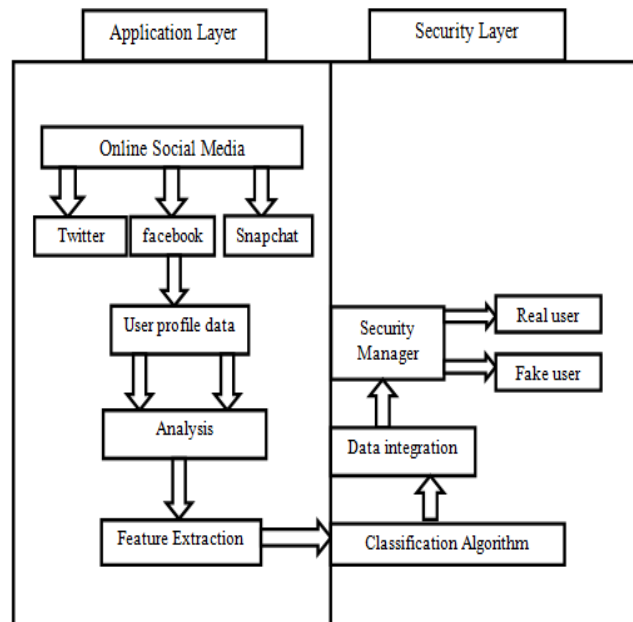 Application Layer
Security Layer
Online Social Media
Twitter
facebook
Snapchat
User profile data
Analysis
Feature Extraction
Security
Manager
Real user
Fake user
Data integration
Classification Algorithm